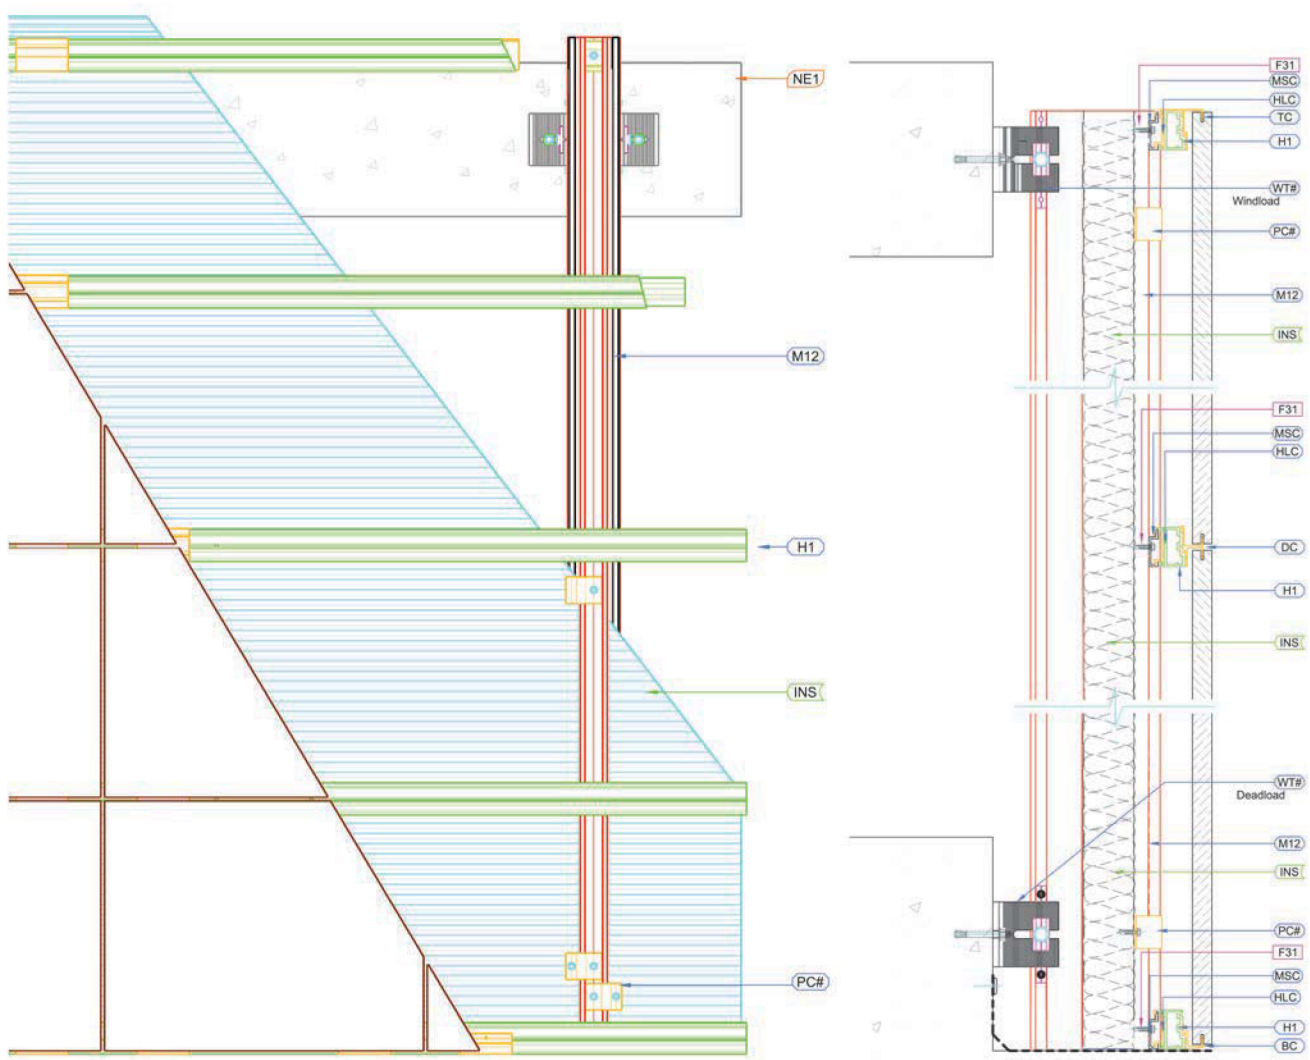 NE1
M12
H1
INS
PC#
F31
MSC
HLC
TC
H1
WT#
Windload
PC#
M12
INS
F31
MSC
HLC
DC
H1
INS
WT#
Deadload
M12
INS
PC#
F31
MSC
HLC
H1
BC